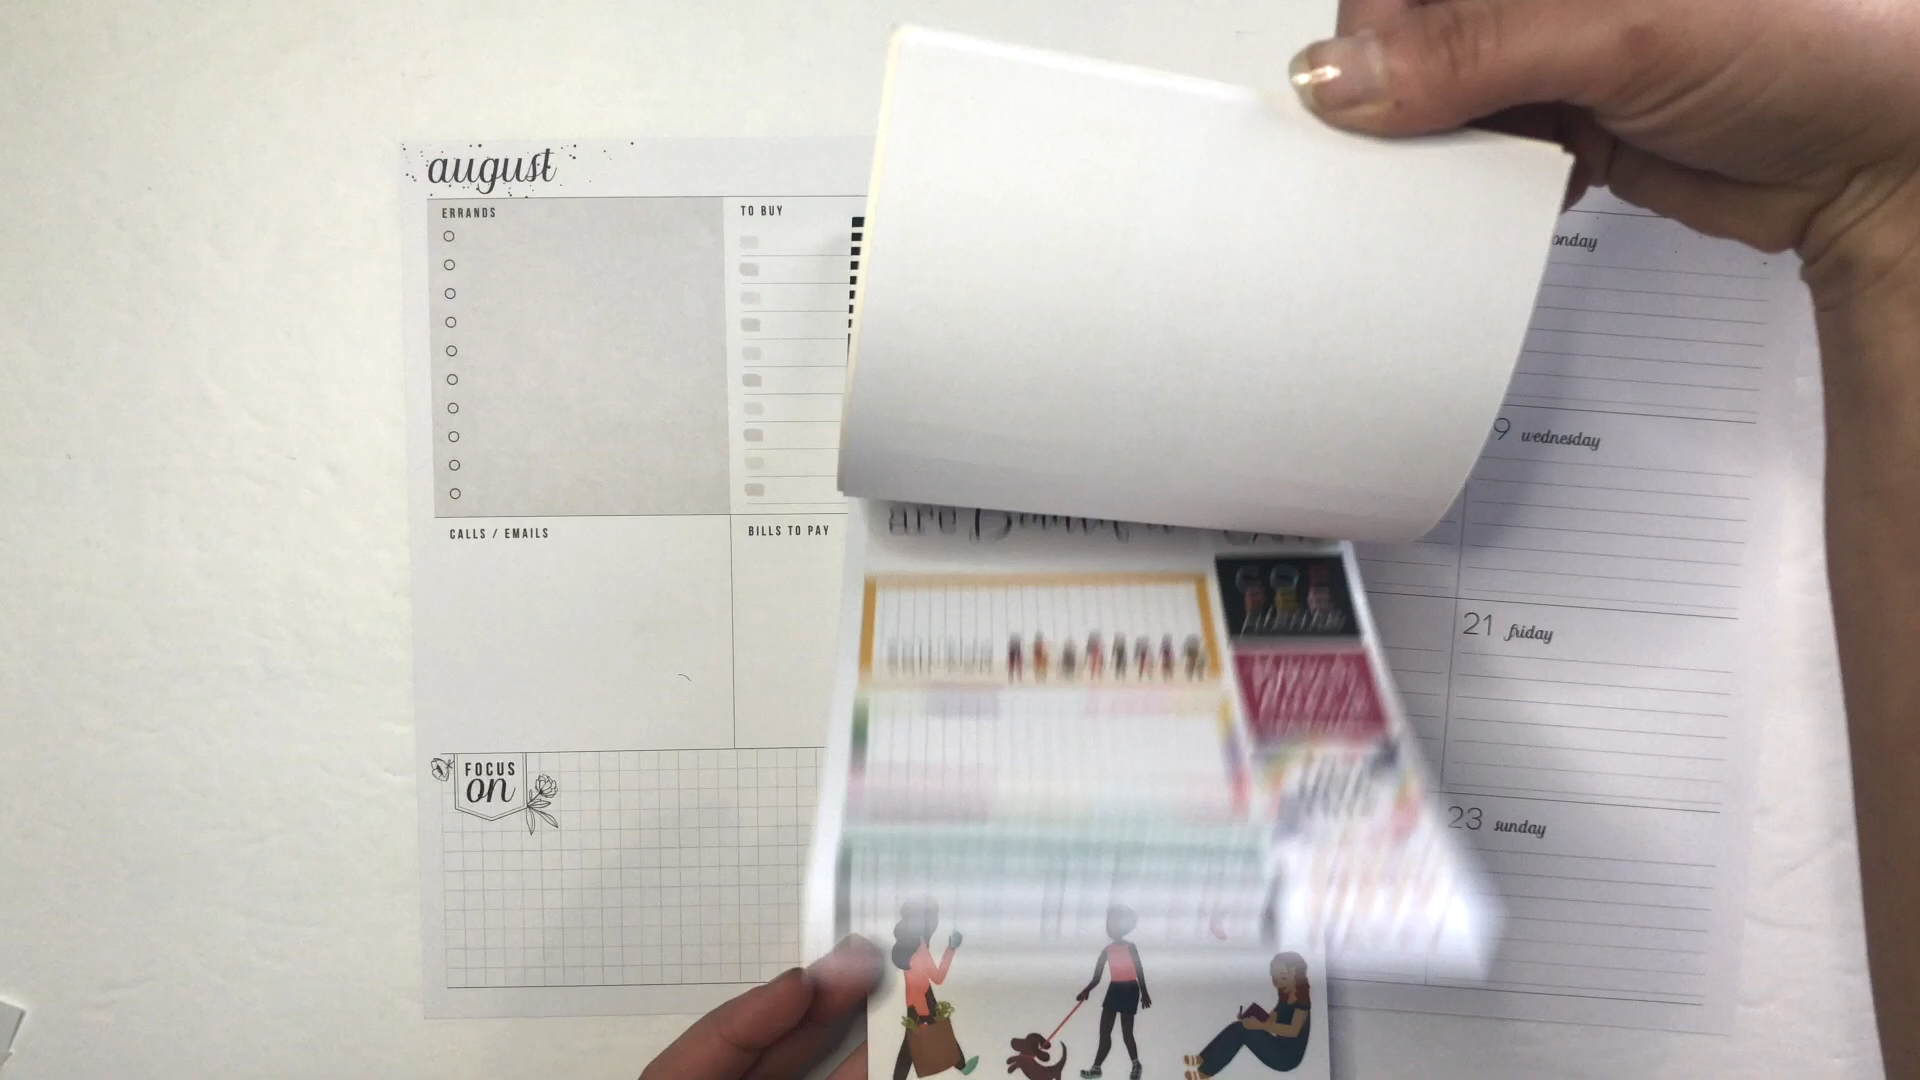 august
ERRANDS
TO BUY
onday
9 wednesday
CALLS / EMAILS
BILLS TO PAY
21 friday
FOCUS
on
23 sunday